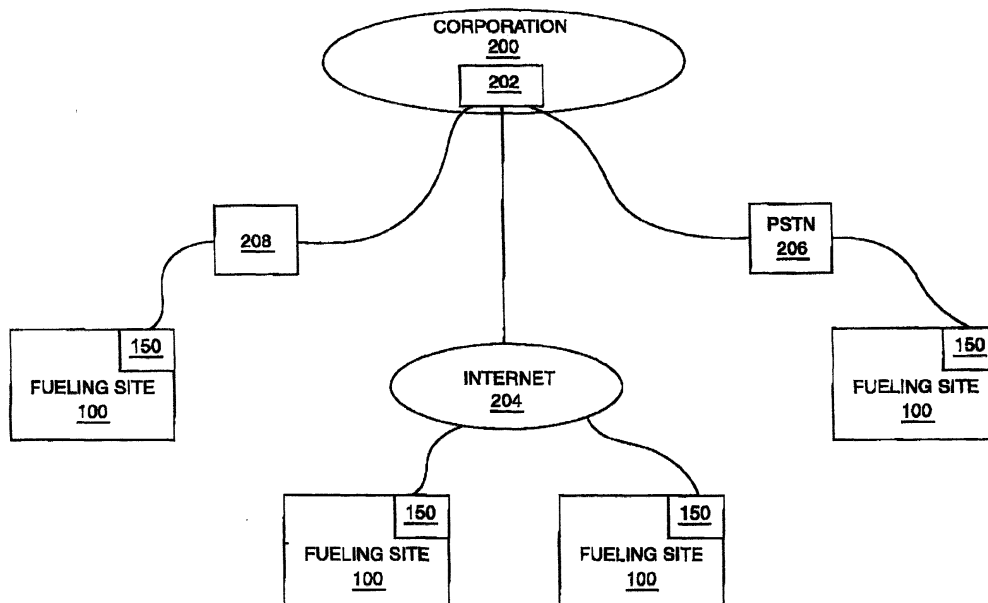 CORPORATION
200
202
208
PSTN
206
150
FUELING SITE
100
INTERNET
204
150
FUELING SITE
100
150
FUELING SITE
100
150
FUELING SITE
100